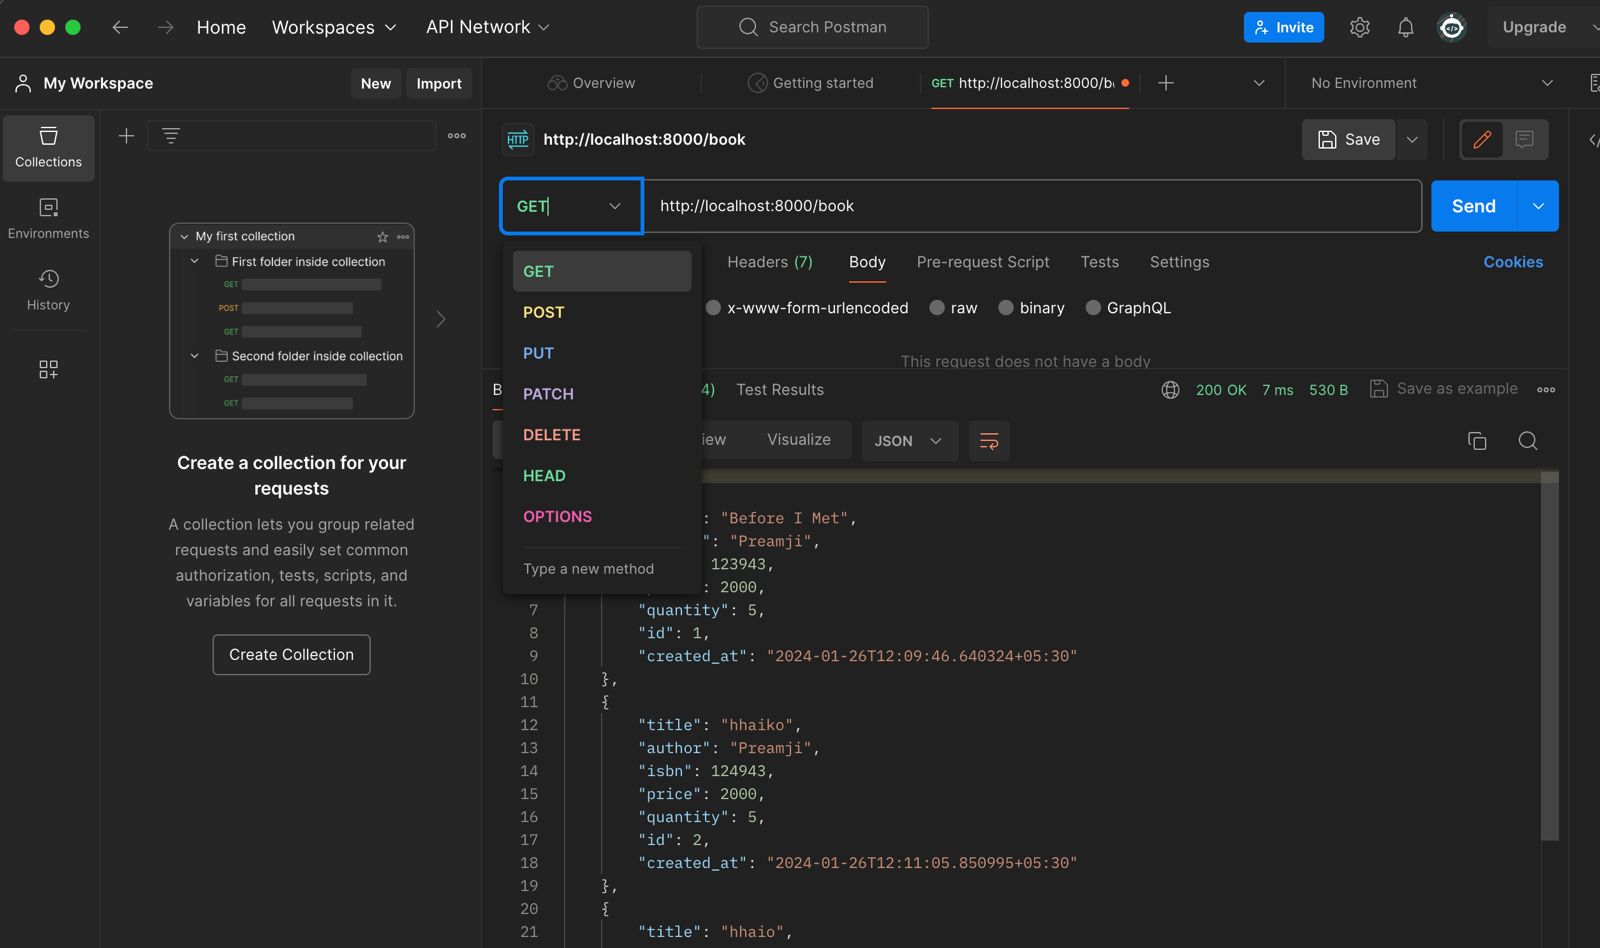 Home Workspaces API Network Search Postman Invite Upgrade
My Workspace New Import Overview Getting started GET http://localhost:8000/b No Environment
Collections
Environments
History
My first collection
First folder inside collection
GET
POST
GET
Second folder inside collection
GET
GET
Create a collection for your
requests
A collection lets you group related
requests and easily set common
authorization, tests, scripts, and
variables for all requests in it.
Create Collection
HTTP http://localhost:8000/book Save
GET http://localhost:8000/book Send
Headers (7) Body Pre-request Script Tests Settings Cookies
x-www-form-urlencoded raw binary GraphQL
This request does not have a body
GET
POST
PUT
PATCH
DELETE
HEAD
OPTIONS
Type a new method
B 4) Test Results 200 OK 7 ms 530 B Save as example
iew Visualize JSON
: "Before I Met",
": "Preamji",
123943,
: 2000,
7 "quantity": 5,
8 "id": 1,
9 "created_at": "2024-01-26T12:09:46.640324+05:30"
10 },
11 {
12 "title": "hhaiko",
13 "author": "Preamji",
14 "isbn": 124943,
15 "price": 2000,
16 "quantity": 5,
17 "id": 2,
18 "created_at": "2024-01-26T12:11:05.850995+05:30"
19 },
20 {
21 "title": "hhaio",